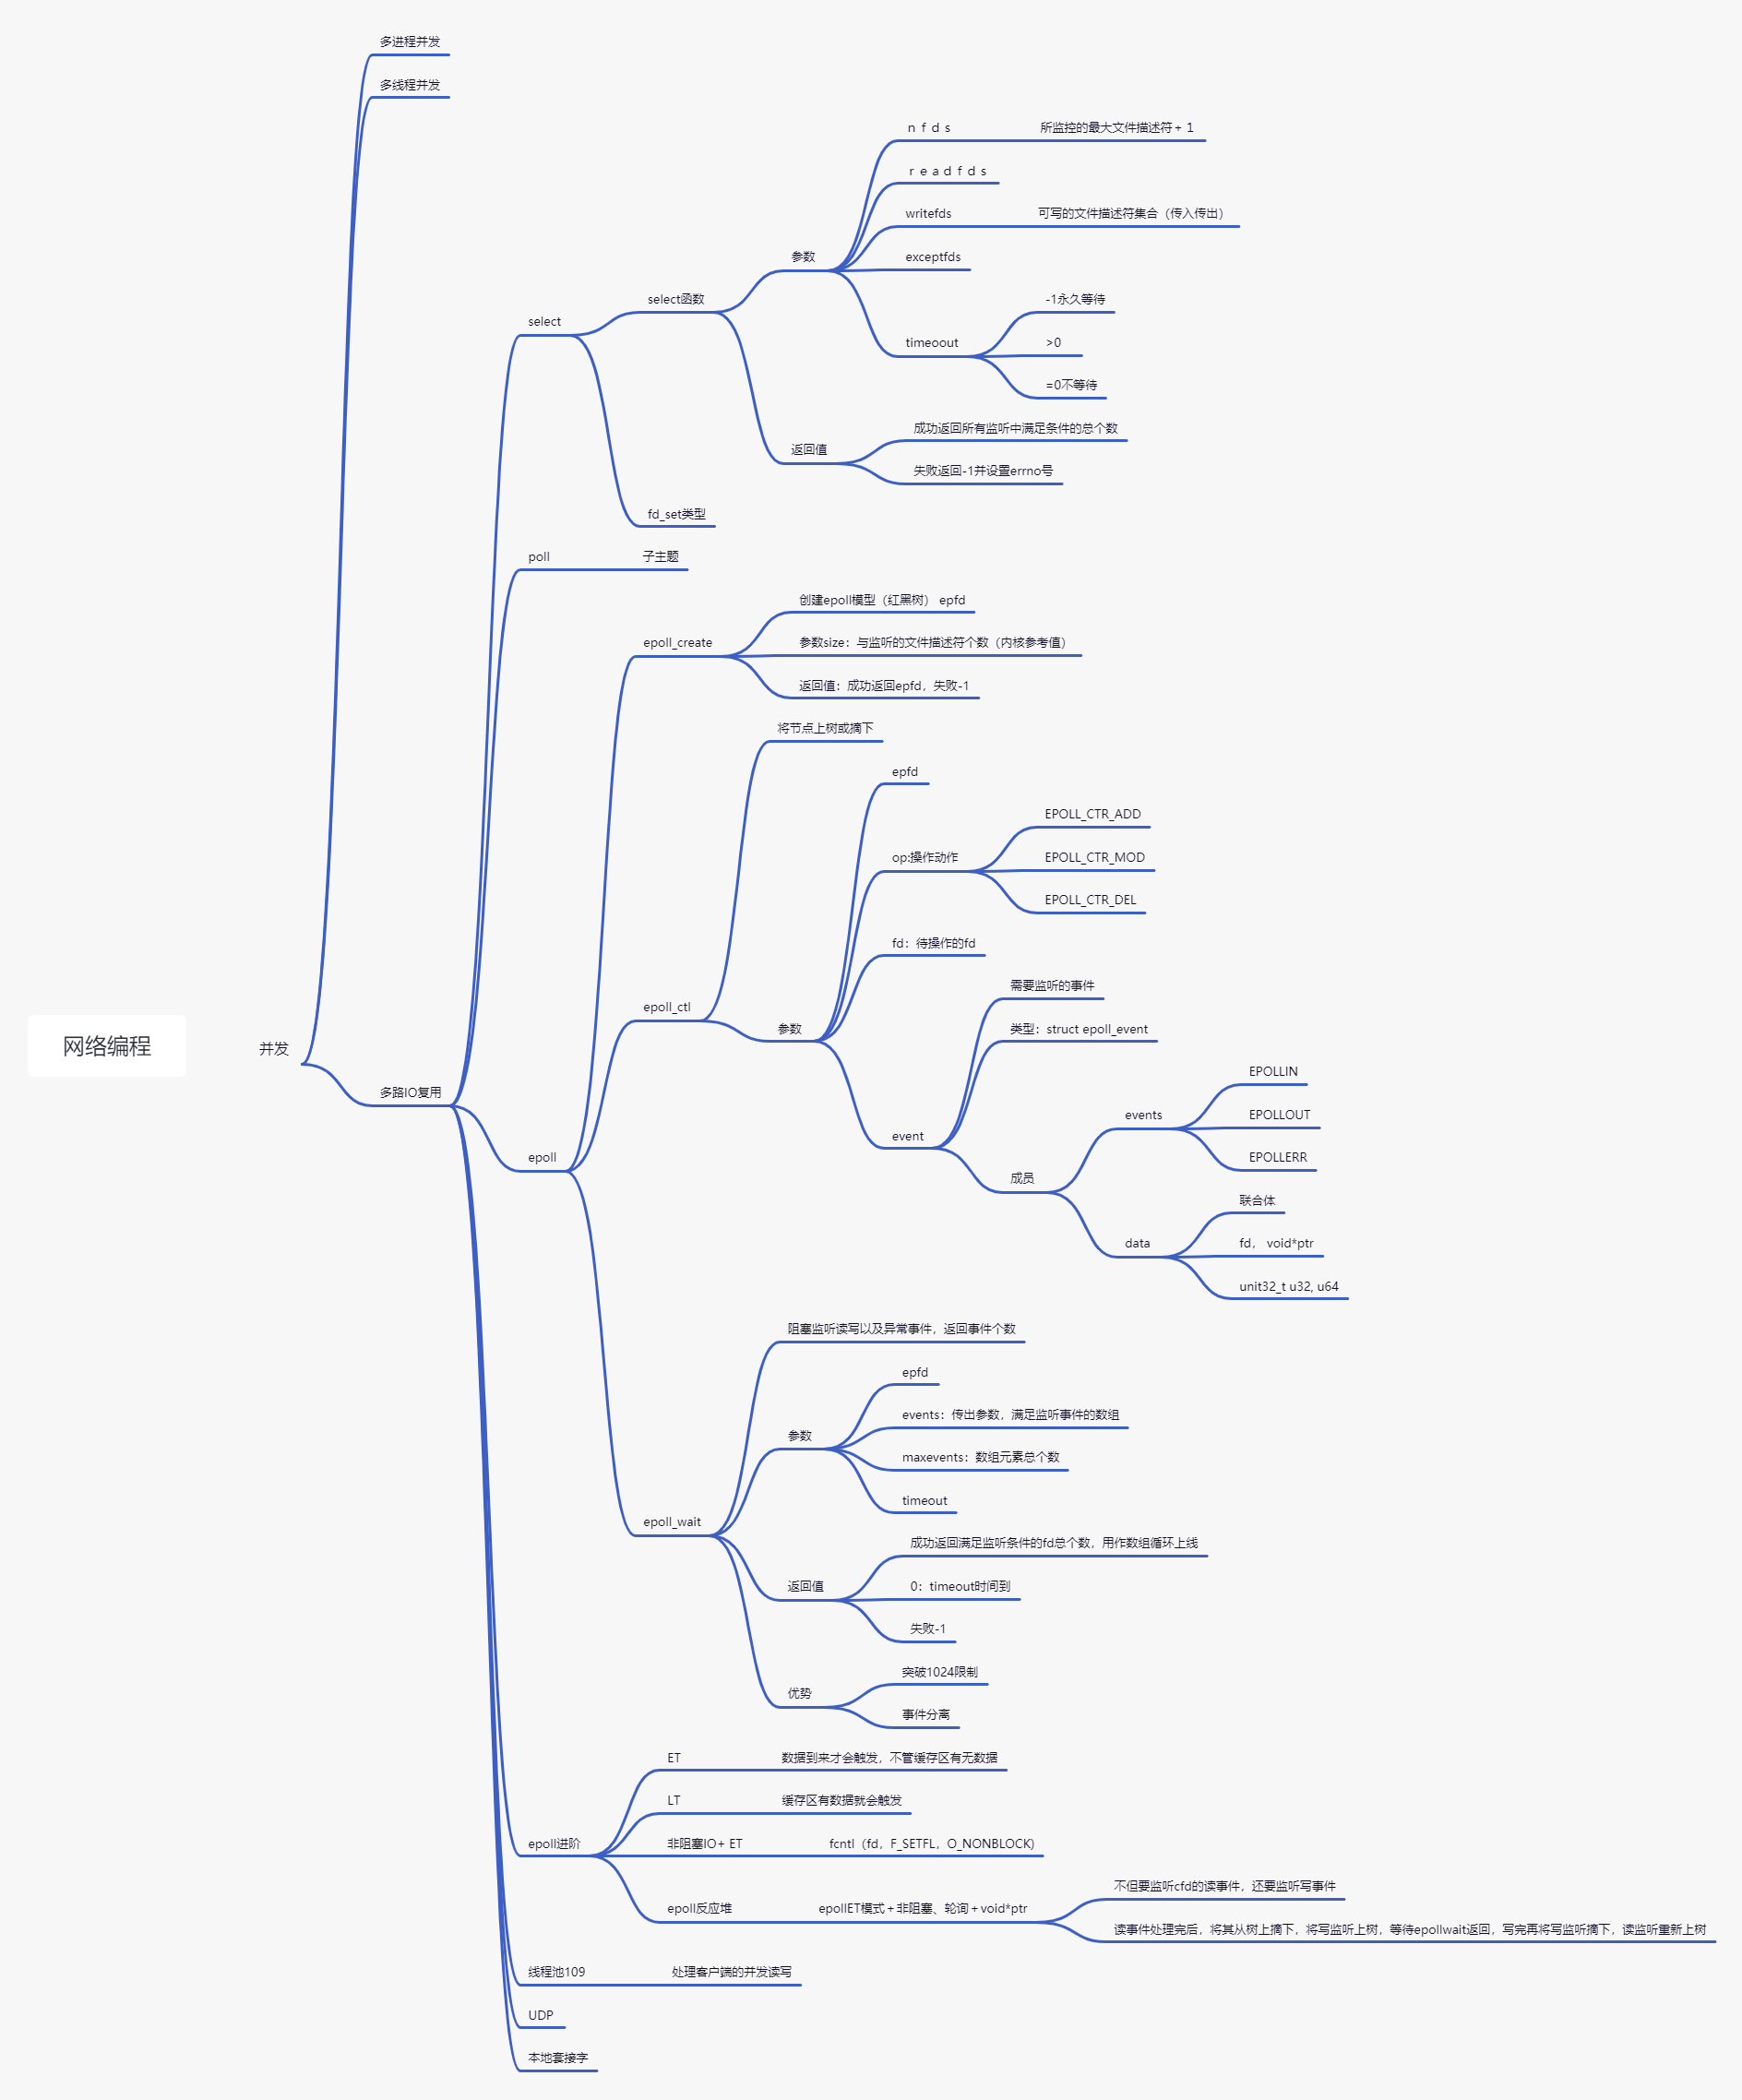 网络编程
并发
多进程并发
多线程并发
多路IO复用
select
select函数
参数
ｎｆｄｓ
所监控的最大文件描述符＋１
ｒｅａｄｆｄｓ
writefds
可写的文件描述符集合（传入传出）
exceptfds
timeoout
-1永久等待
>0
=0不等待
返回值
成功返回所有监听中满足条件的总个数
失败返回-1并设置errno号
fd_set类型
poll
子主题
epoll
epoll_create
创建epoll模型（红黑树） epfd
参数size：与监听的文件描述符个数（内核参考值）
返回值：成功返回epfd，失败-1
epoll_ctl
将节点上树或摘下
参数
epfd
op:操作动作
EPOLL_CTR_ADD
EPOLL_CTR_MOD
EPOLL_CTR_DEL
fd：待操作的fd
event
需要监听的事件
类型：struct epoll_event
成员
events
EPOLLIN
EPOLLOUT
EPOLLERR
data
联合体
fd， void*ptr
unit32_t u32, u64
epoll_wait
阻塞监听读写以及异常事件，返回事件个数
参数
epfd
events：传出参数，满足监听事件的数组
maxevents：数组元素总个数
timeout
返回值
成功返回满足监听条件的fd总个数，用作数组循环上线
0：timeout时间到
失败-1
优势
突破1024限制
事件分离
epoll进阶
ET
数据到来才会触发，不管缓存区有无数据
LT
缓存区有数据就会触发
非阻塞IO+ ET
fcntl（fd，F_SETFL，O_NONBLOCK)
epoll反应堆
epollET模式＋非阻塞、轮询＋void*ptr
不但要监听cfd的读事件，还要监听写事件
读事件处理完后，将其从树上摘下，将写监听上树，等待epollwait返回，写完再将写监听摘下，读监听重新上树
线程池109
处理客户端的并发读写
UDP
本地套接字